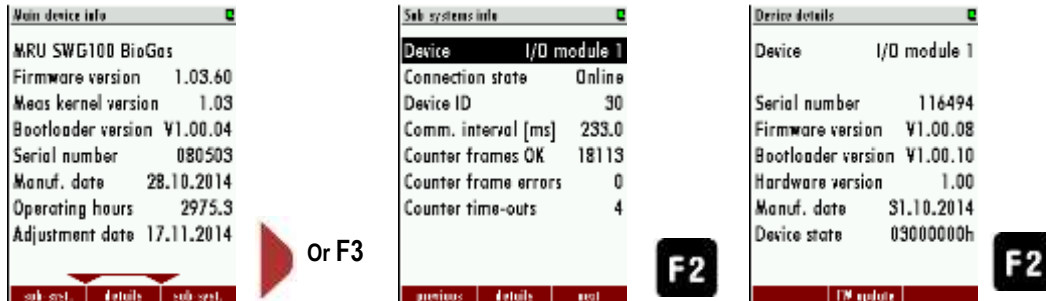 Main device info
MRU SWG100 BioGas
Firmware version 1.03.60
Meas kernel version 1.03
Bootloader version V1.00.04
Serial number 080503
Manuf. date 28.10.2014
Operating hours 2975.3
Adjustment date 17.11.2014
sub-syst. details sub-syst.
Or F3
Sub systems info
Device I/O module 1
Connection state Online
Device ID 30
Comm. interval [ms] 233.0
Counter frames OK 18113
Counter frame errors 0
Counter time-outs 4
previous details next
F2
Device details
Device I/O module 1
Serial number 116494
Firmware version V1.00.08
Bootloader version V1.00.10
Hardware version 1.00
Manuf. date 31.10.2014
Device state 03000000h
FW update
F2